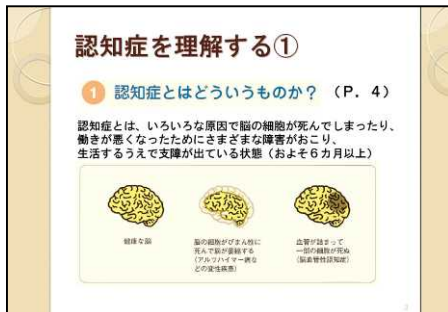 認知症を理解する①
1 認知症とはどういうものか？（P．4）
認知症とは、いろいろな原因で脳の細胞が死んでしまったり、
働きが悪くなったためにさまざまな障害がおこり、
生活するうえで支障が出ている状態（およそ６カ月以上）
健康な脳
脳の細胞がびまん性に
死んで脳が萎縮する
（アルツハイマー病な
どの変性疾患）
血管が詰まって
一部の細胞が死ぬ
（脳血管性認知症）
3